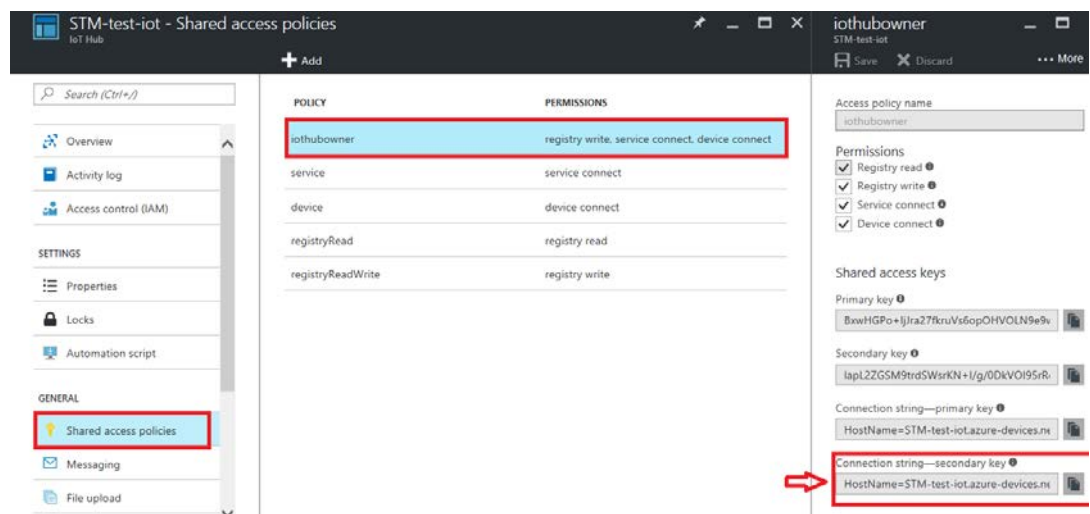 STM-test-iot - Shared access policies
IoT Hub
Add
Search (Ctrl+/)
Overview
Activity log
Access control (IAM)
SETTINGS
Properties
Locks
Automation script
GENERAL
Shared access policies
Messaging
File upload
POLICY PERMISSIONS
iothubowner registry write, service connect, device connect
service service connect
device device connect
registryRead registry read
registryReadWrite registry write
iothubowner
STM-test-iot
Save Discard ••• More
Access policy name
iothubowner
Permissions
Registry read
Registry write
Service connect
Device connect
Shared access keys
Primary key
Secondary key
Connection string—primary key
HostName=STM-test-iot.azure-devices.ne
Connection string—secondary key
HostName=STM-test-iot.azure-devices.ne